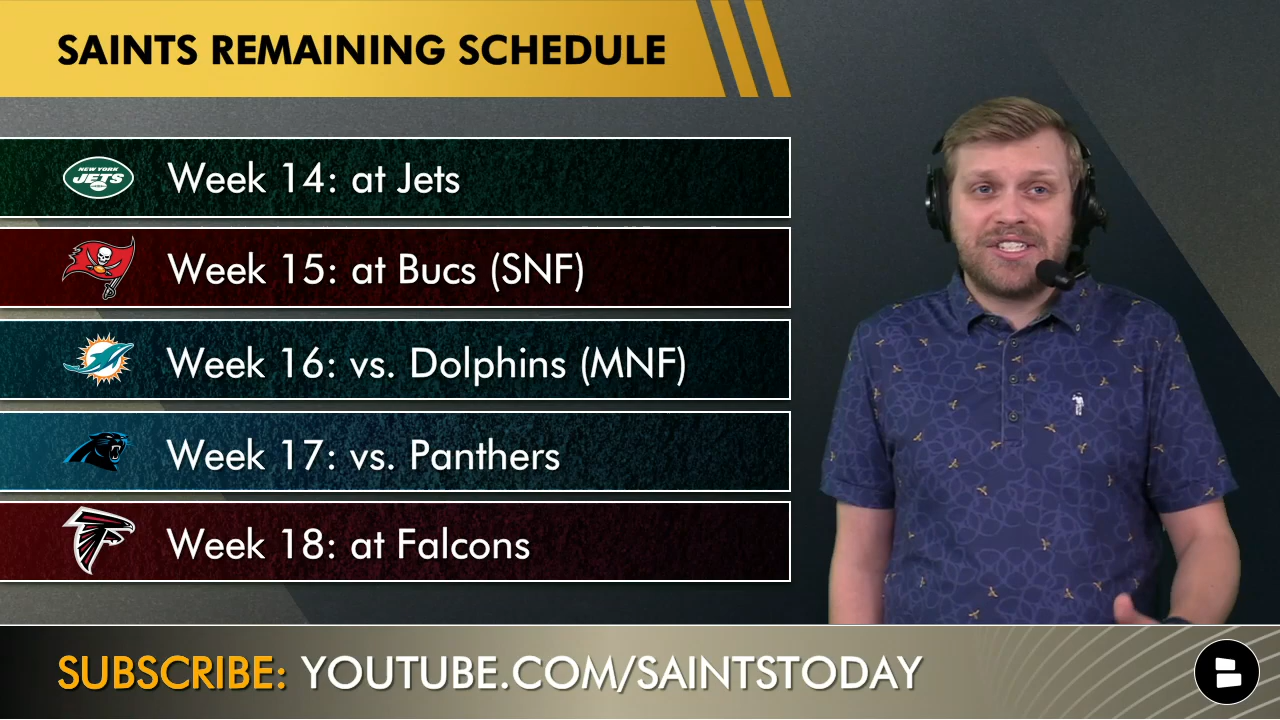 SAINTS REMAINING SCHEDULE
NEW YORK
JETS
Week 14: at Jets
Week 15: at Bucs (SNF)
Week 16: vs. Dolphins (MNF)
Week 17: vs. Panthers
Week 18: at Falcons
SUBSCRIBE: YOUTUBE.COM/SAINTSTODAY